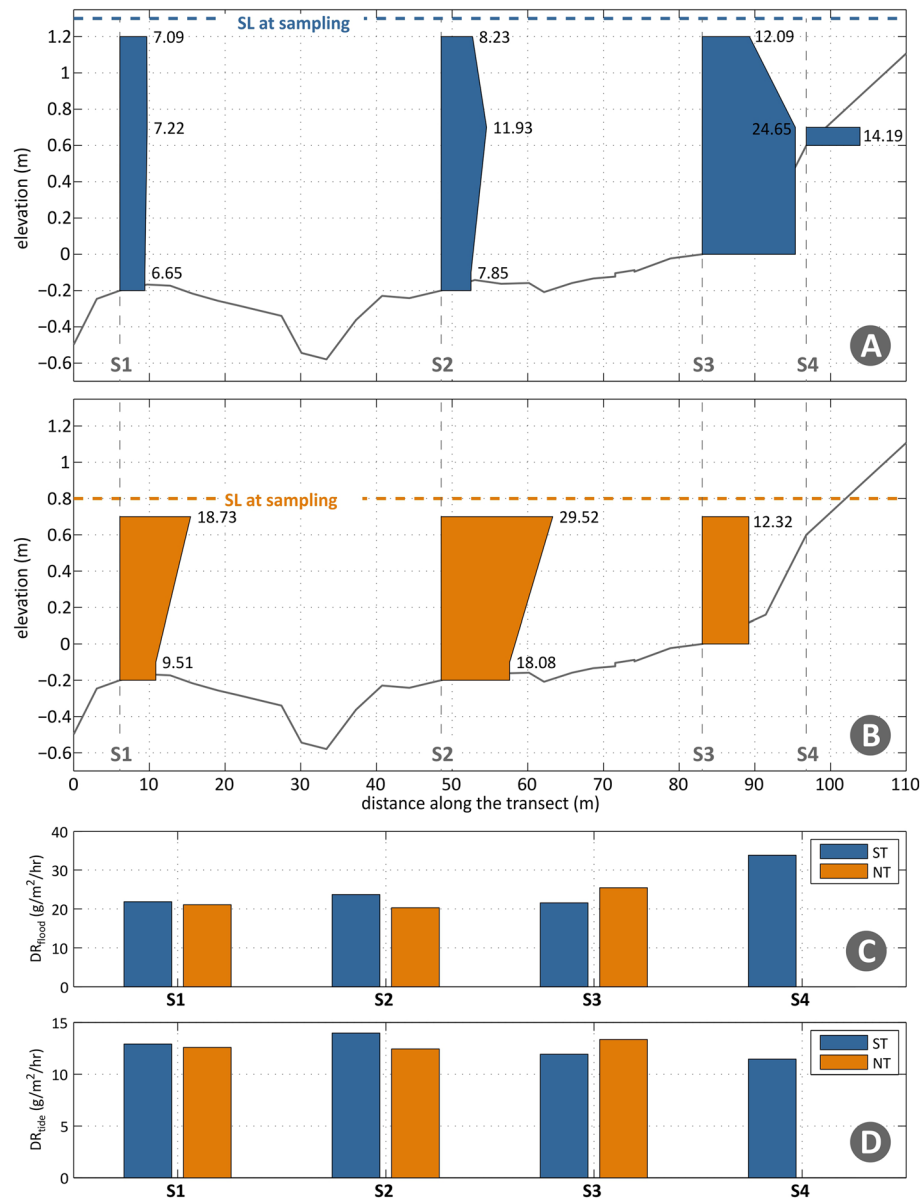 SL at sampling
1.2
1
0.8
0.6
0.4
0.2
0
−0.2
−0.4
−0.6
elevation (m)
7.09
7.22
6.65
8.23
11.93
7.85
12.09
24.65
14.19
S1
S2
S3
S4
A
SL at sampling
1.2
1
0.8
0.6
0.4
0.2
0
−0.2
−0.4
−0.6
elevation (m)
18.73
9.51
29.52
18.08
12.32
S1
S2
S3
S4
B
0 10 20 30 40 50 60 70 80 90 100 110
distance along the transect (m)
40
30
20
10
0
DRflood (g/m²/hr)
ST
NT
C
S1 S2 S3 S4
15
10
5
0
DRtide (g/m²/hr)
ST
NT
D
S1 S2 S3 S4